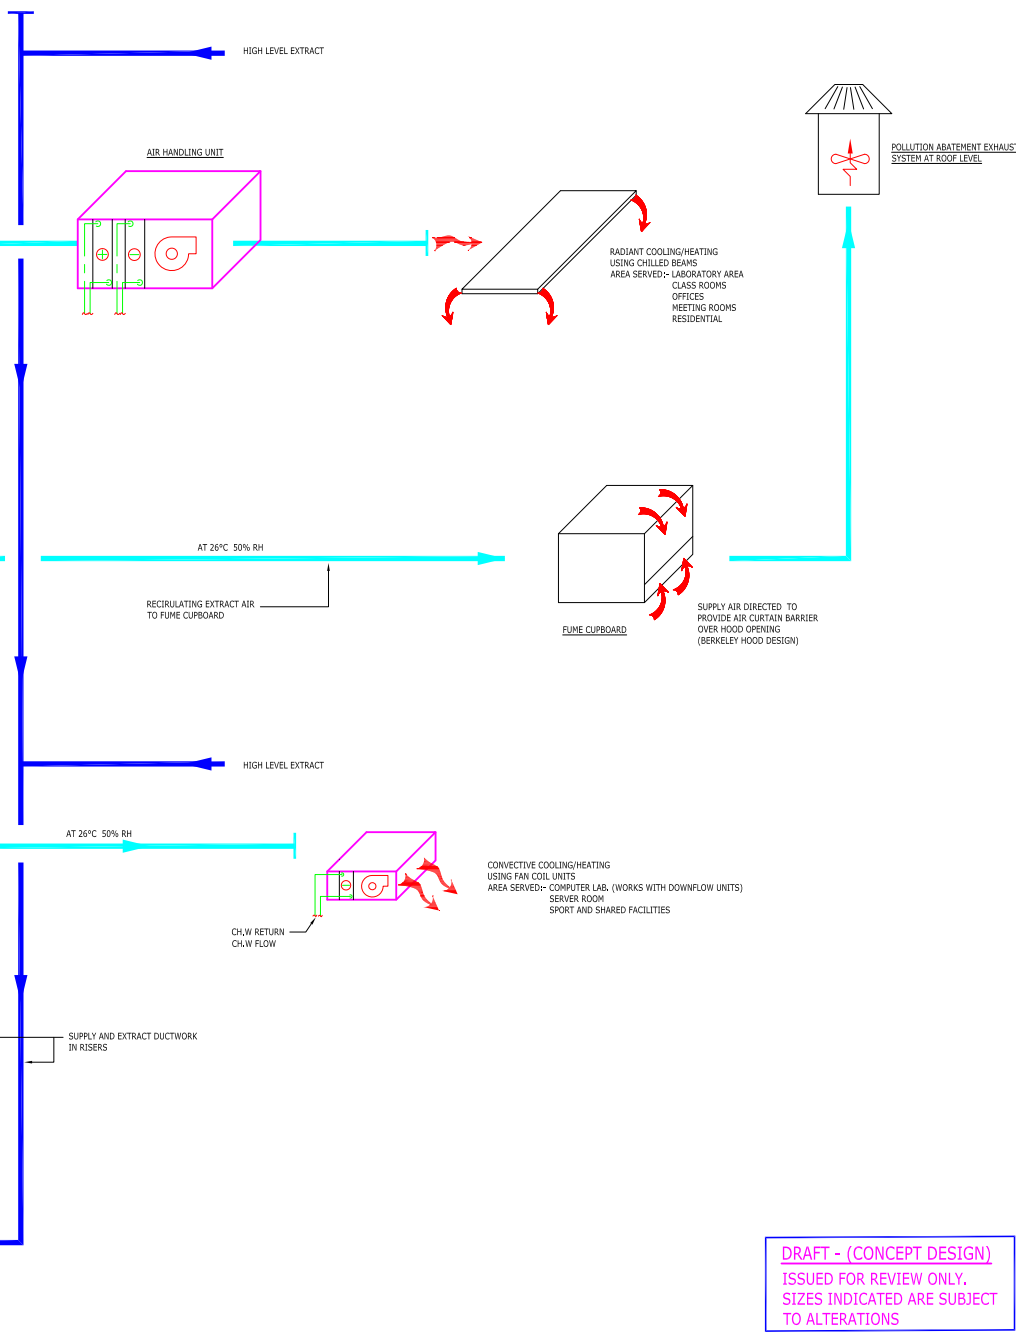 HIGH LEVEL EXTRACT
AIR HANDLING UNIT
POLLUTION ABATEMENT EXHAUST
SYSTEM AT ROOF LEVEL
RADIANT COOLING/HEATING
USING CHILLED BEAMS
AREA SERVED:- LABORATORY AREA
CLASS ROOMS
OFFICES
MEETING ROOMS
RESIDENTIAL
AT 26°C 50% RH
RECIRULATING EXTRACT AIR
TO FUME CUPBOARD
FUME CUPBOARD
SUPPLY AIR DIRECTED TO
PROVIDE AIR CURTAIN BARRIER
OVER HOOD OPENING
(BERKELEY HOOD DESIGN)
HIGH LEVEL EXTRACT
AT 26°C 50% RH
CONVECTIVE COOLING/HEATING
USING FAN COIL UNITS
AREA SERVED:- COMPUTER LAB. (WORKS WITH DOWNFLOW UNITS)
SERVER ROOM
SPORT AND SHARED FACILITIES
CH.W RETURN
CH.W FLOW
SUPPLY AND EXTRACT DUCTWORK
IN RISERS
DRAFT - (CONCEPT DESIGN)
ISSUED FOR REVIEW ONLY.
SIZES INDICATED ARE SUBJECT
TO ALTERATIONS